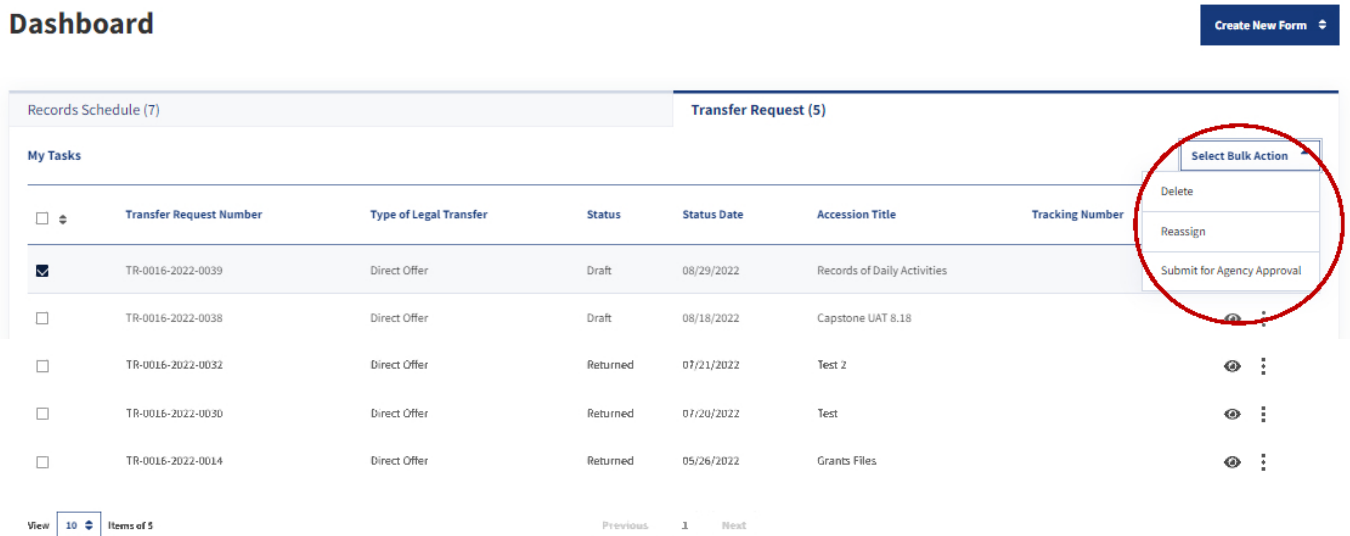 Dashboard
Create New Form
Records Schedule (7) Transfer Request (5)
My Tasks Select Bulk Action
Delete
Transfer Request Number Type of Legal Transfer Status Status Date Accession Title Tracking Number
Reassign
TR-0016-2022-0039 Direct Offer Draft 08/29/2022 Records of Daily Activities Submit for Agency Approval
TR-0016-2022-0038 Direct Offer Draft 08/18/2022 Capstone UAT 8.18
TR-0016-2022-0032 Direct Offer Returned 07/21/2022 Test 2
TR-0016-2022-0030 Direct Offer Returned 07/20/2022 Test
TR-0016-2022-0014 Direct Offer Returned 05/26/2022 Grants Files
View 10 Items of 5 Previous 1 Next